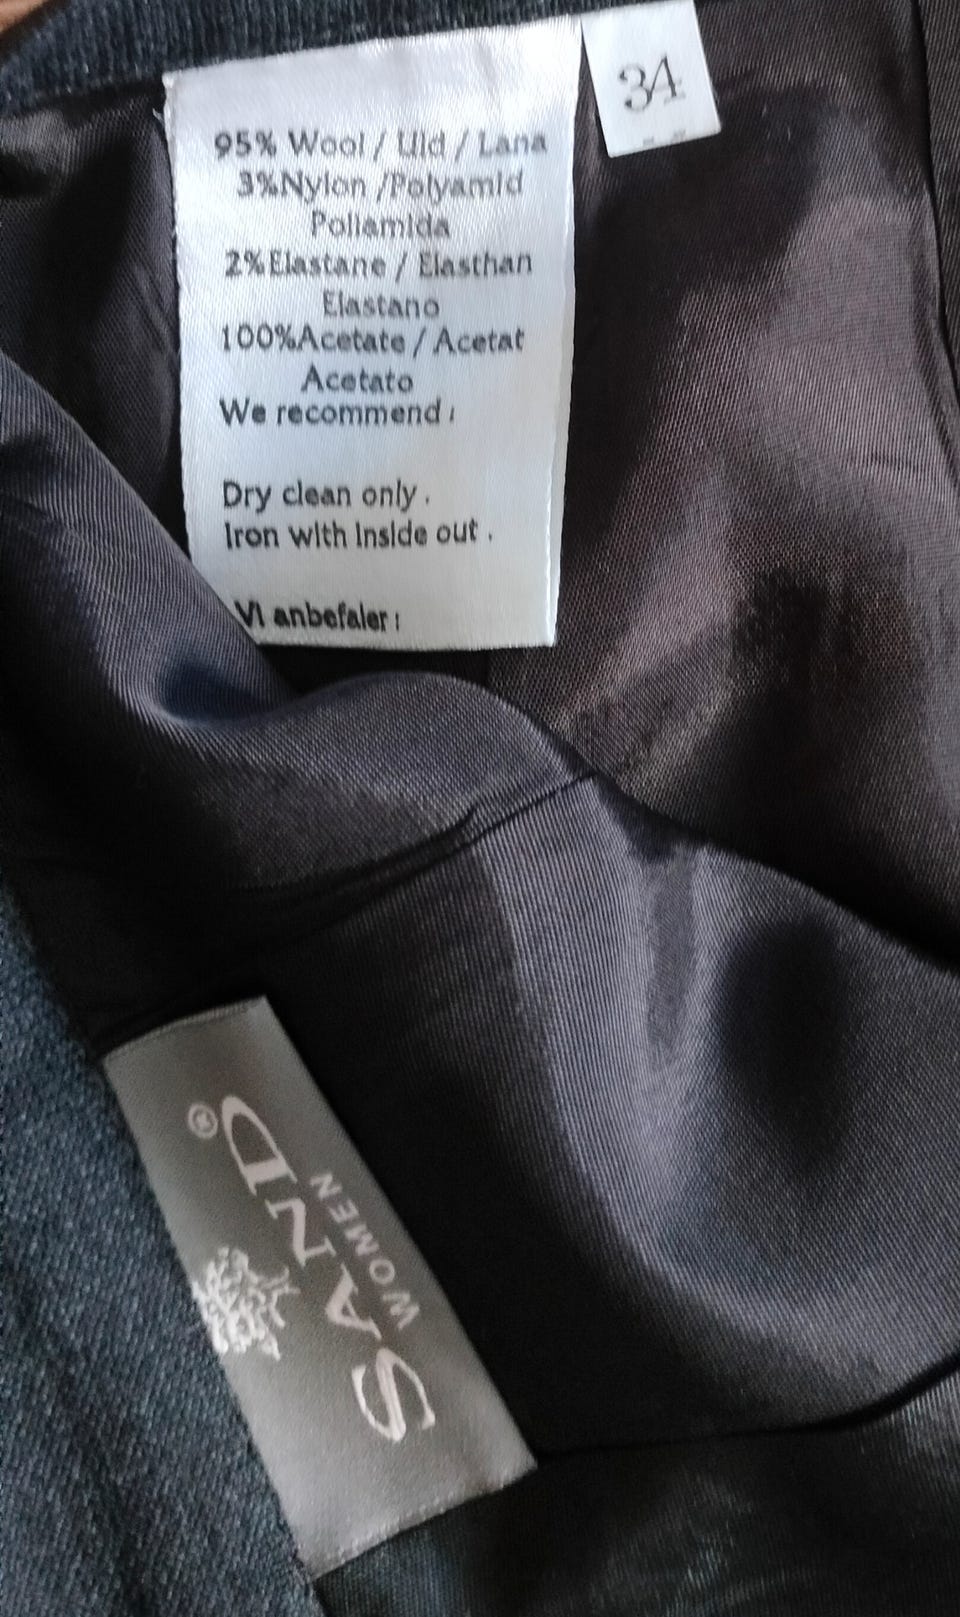 34
95% Wool / Uld / Lana
3%Nylon /Polyamid
Poliamida
2%Elastane / Elasthan
Elastano
100%Acetate / Acetat
Acetato
We recommend :
Dry clean only .
Iron with inside out .
Vi anbefaler :
SAND®
WOMEN